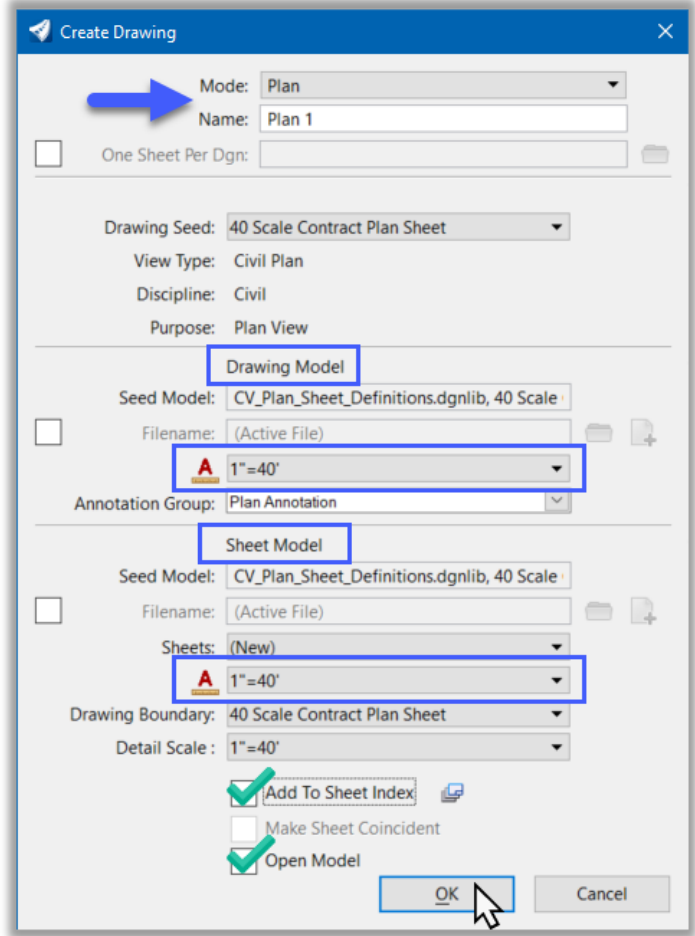 Create Drawing
Mode: Plan
Name: Plan 1
One Sheet Per Dgn:
Drawing Seed: 40 Scale Contract Plan Sheet
View Type: Civil Plan
Discipline: Civil
Purpose: Plan View
Drawing Model
Seed Model: CV_Plan_Sheet_Definitions.dgnlib, 40 Scale
Filename: (Active File)
A 1"=40'
Annotation Group: Plan Annotation
Sheet Model
Seed Model: CV_Plan_Sheet_Definitions.dgnlib, 40 Scale
Filename: (Active File)
Sheets: (New)
A 1"=40'
Drawing Boundary: 40 Scale Contract Plan Sheet
Detail Scale : 1"=40'
Add To Sheet Index
Make Sheet Coincident
Open Model
OK Cancel